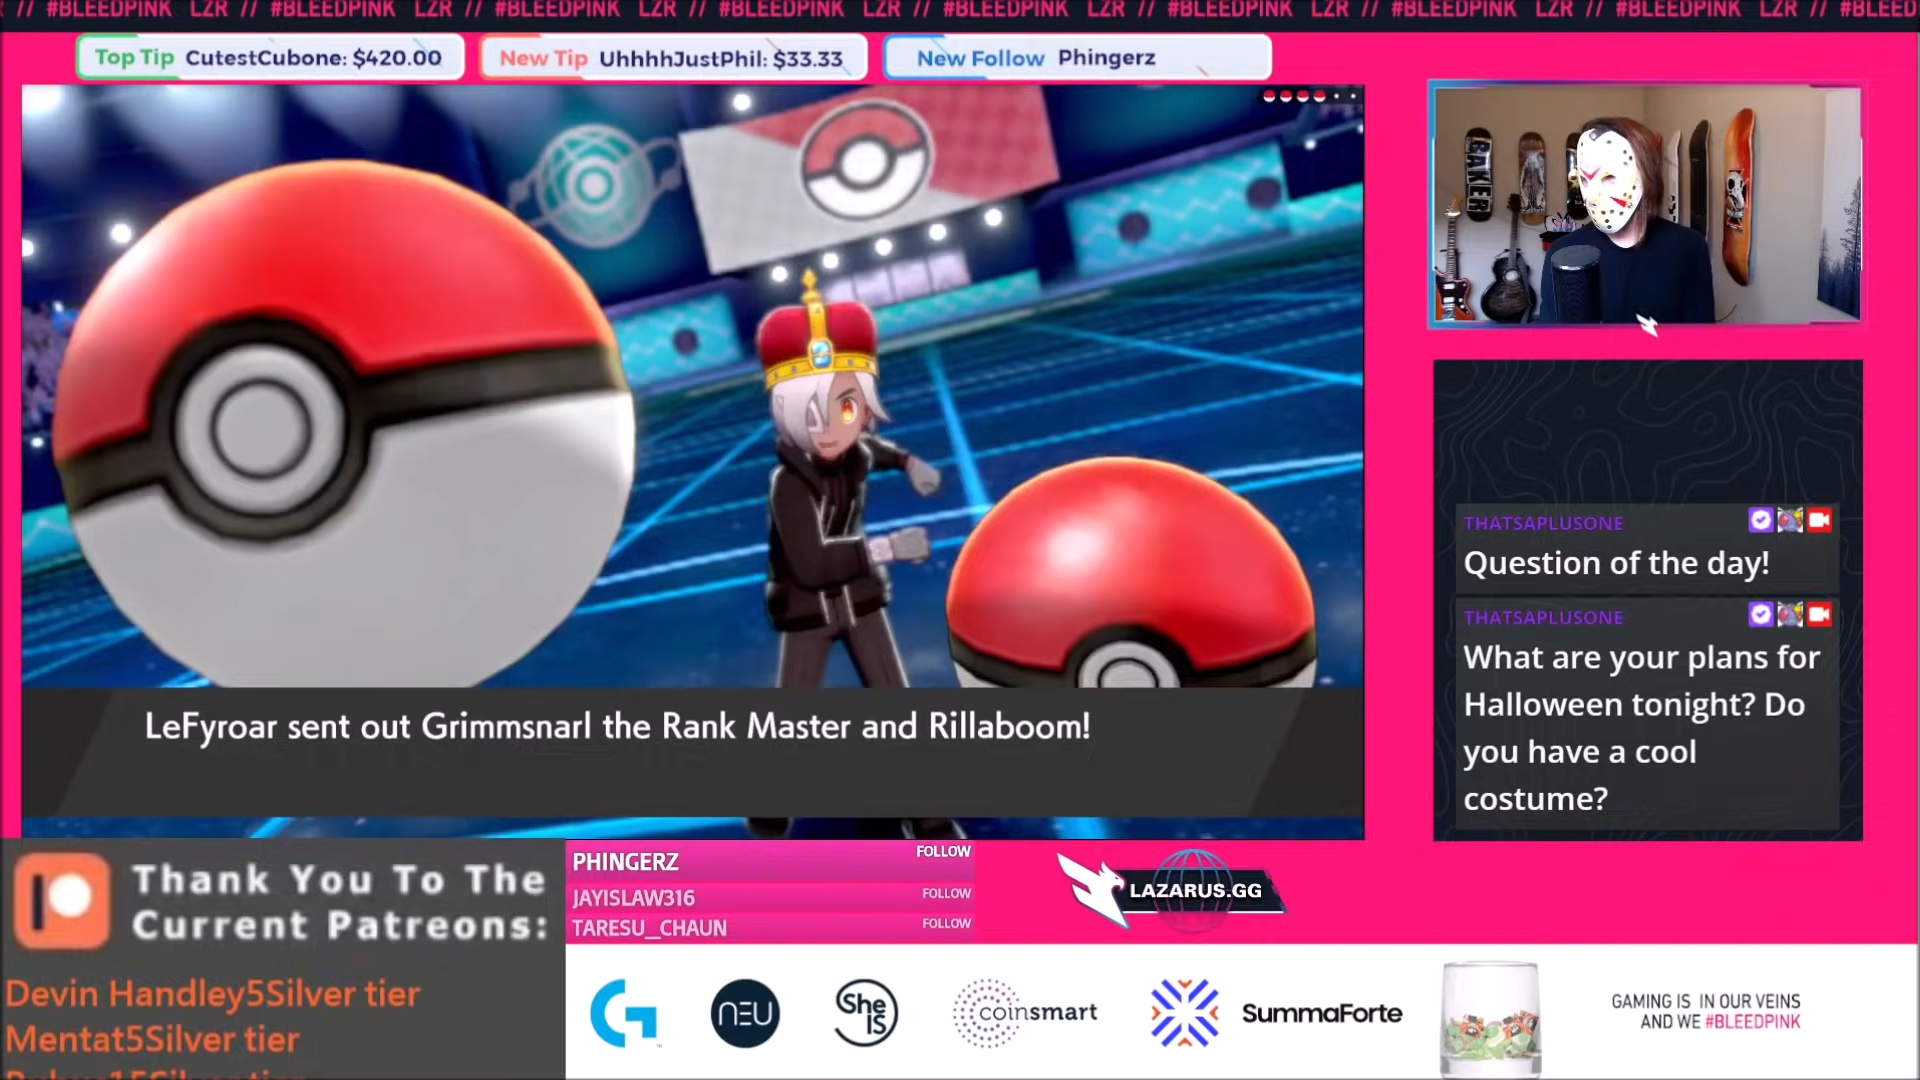 // #BLEEDPINK LZR // #BLEEDPINK LZR // #BLEEDPINK LZR // #BLEEDPINK LZR // #BLEEDPINK LZR // #BLEEDPINK LZR // #BLEEDPINK LZR // #BLEEDPINK LZR // #BLEED
Top Tip CutestCubone: $420.00
New Tip UhhhhJustPhil: $33.33
New Follow Phingerz
BAKER
THATSAPLUSONE
Question of the day!
THATSAPLUSONE
What are your plans for
Halloween tonight? Do
you have a cool
costume?
LeFyroar sent out Grimmsnarl the Rank Master and Rillaboom!
Thank You To The
Current Patreons:
Devin Handley5Silver tier
Mentat5Silver tier
PHINGERZ FOLLOW
JAYISLAW316 FOLLOW
TARESU_CHAUN FOLLOW
LAZARUS.GG
G
NEU
She
IS
coinsmart
SummaForte
GAMING IS IN OUR VEINS
AND WE #BLEEDPINK